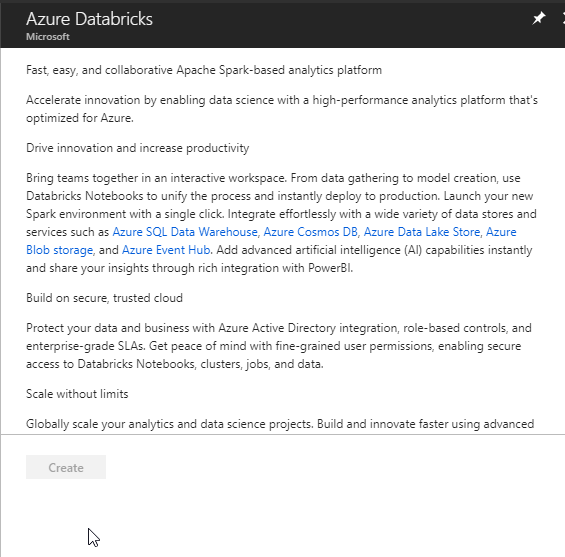 Azure Databricks
Microsoft
Fast, easy, and collaborative Apache Spark-based analytics platform
Accelerate innovation by enabling data science with a high-performance analytics platform that's
optimized for Azure.
Drive innovation and increase productivity
Bring teams together in an interactive workspace. From data gathering to model creation, use
Databricks Notebooks to unify the process and instantly deploy to production. Launch your new
Spark environment with a single click. Integrate effortlessly with a wide variety of data stores and
services such as Azure SQL Data Warehouse, Azure Cosmos DB, Azure Data Lake Store, Azure
Blob storage, and Azure Event Hub. Add advanced artificial intelligence (AI) capabilities instantly
and share your insights through rich integration with PowerBI.
Build on secure, trusted cloud
Protect your data and business with Azure Active Directory integration, role-based controls, and
enterprise-grade SLAs. Get peace of mind with fine-grained user permissions, enabling secure
access to Databricks Notebooks, clusters, jobs, and data.
Scale without limits
Globally scale your analytics and data science projects. Build and innovate faster using advanced
Create